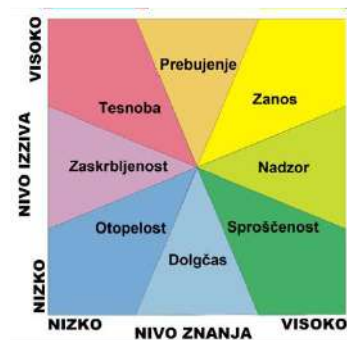 VISOKO
NIVO IZZIVA
NIZKO
Prebujenje
Tesnoba
Zanos
Zaskrbljenost
Nadzor
Otopelost
Sproščenost
Dolgčas
NIZKO
NIVO ZNANJA
VISOKO